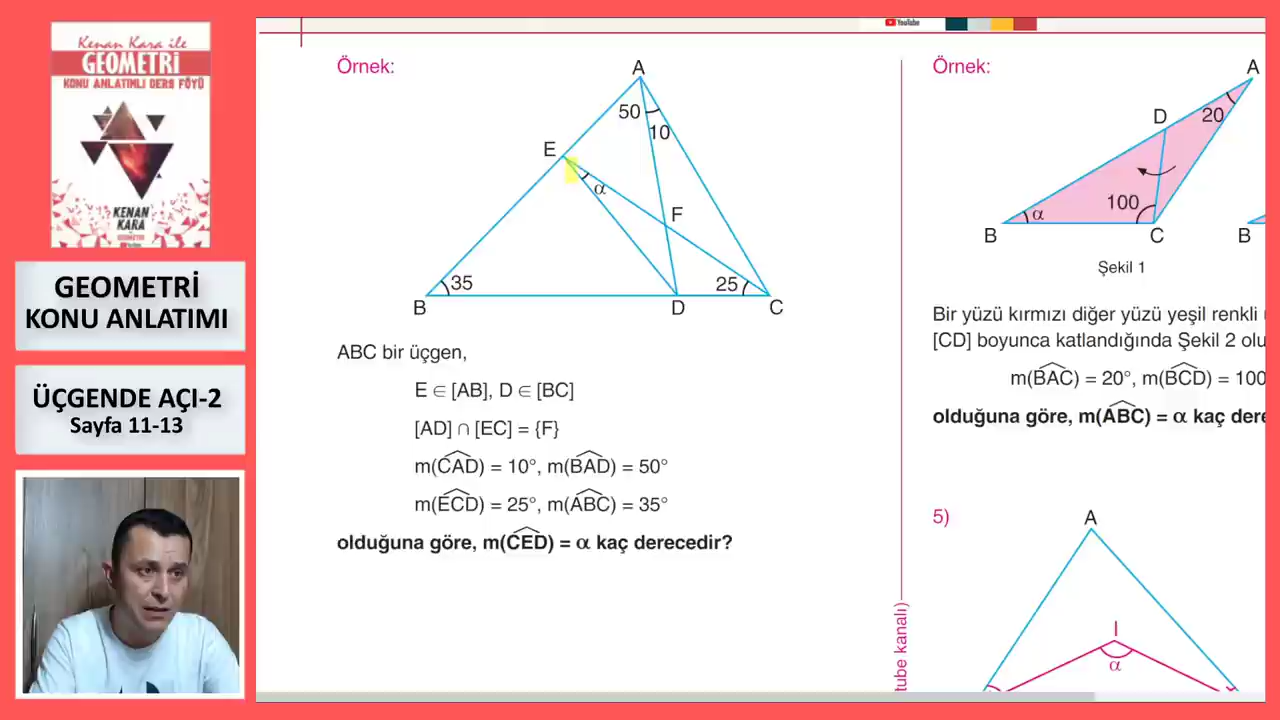 Kenan Kara ile
GEOMETRİ
KONU ANLATIMLI DERS FÖYÜ
KENAN
KARA
GEOMETRİ
KONU ANLATIMI
ÜÇGENDE AÇI-2
Sayfa 11-13
YouTube
Örnek:
A
50
10
E
α
F
35
25
B
D
C
ABC bir üçgen,
E ∈ [AB], D ∈ [BC]
[AD] ∩ [EC] = {F}
m(CAD) = 10°, m(BAD) = 50°
m(ECD) = 25°, m(ABC) = 35°
olduğuna göre, m(CED) = α kaç derecedir?
tube kanalı)
Örnek:
A
D
20
100
α
B
C
B
Şekil 1
Bir yüzü kırmızı diğer yüzü yeşil renkli
[CD] boyunca katlandığında Şekil 2 olu
m(BAC) = 20°, m(BCD) = 100
olduğuna göre, m(ABC) = α kaç dere
5)
A
I
α